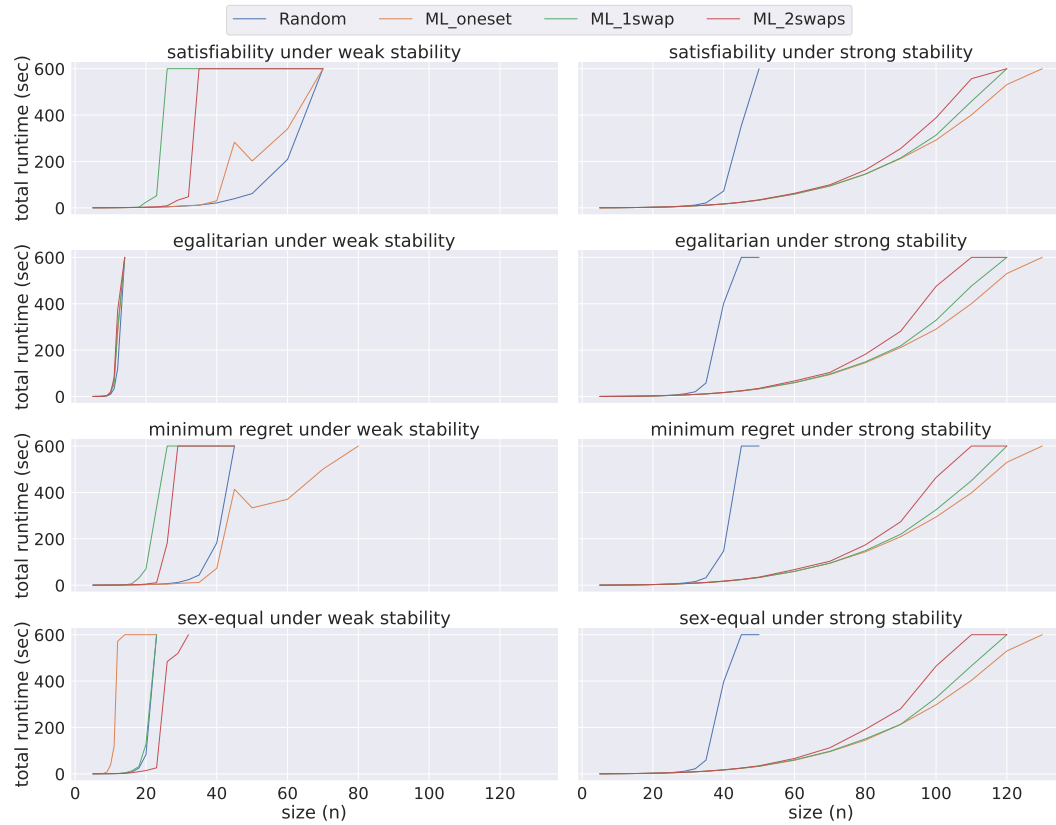 Random ML_oneset ML_1swap ML_2swaps
satisfiability under weak stability
total runtime (sec)
600
400
200
0
satisfiability under strong stability
egalitarian under weak stability
total runtime (sec)
600
400
200
0
egalitarian under strong stability
minimum regret under weak stability
total runtime (sec)
600
400
200
0
minimum regret under strong stability
sex-equal under weak stability
total runtime (sec)
600
400
200
0
0 20 40 60 80 100 120
size (n)
sex-equal under strong stability
0 20 40 60 80 100 120
size (n)